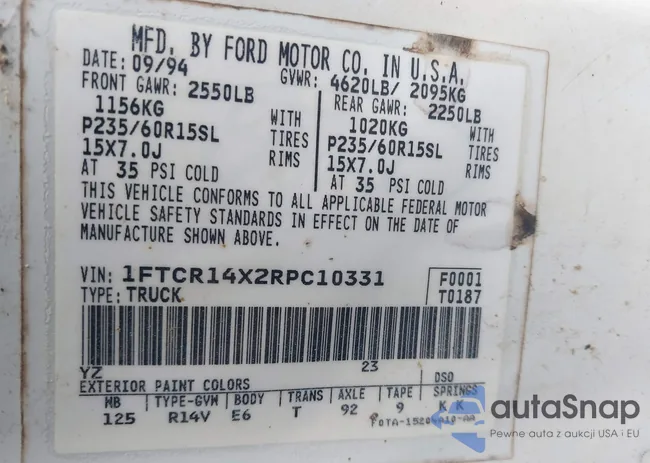 MFD. BY FORD MOTOR CO. IN U.S.A.
DATE: 09/94 GVWR: 4620LB/ 2095KG
FRONT GAWR: 2550LB REAR GAWR: 2250LB
1156KG WITH 1020KG WITH
P235/60R15SL TIRES P235/60R15SL TIRES
15X7.0J RIMS 15X7.0J RIMS
AT 35 PSI COLD AT 35 PSI COLD
THIS VEHICLE CONFORMS TO ALL APPLICABLE FEDERAL MOTOR
VEHICLE SAFETY STANDARDS IN EFFECT ON THE DATE OF
MANUFACTURE SHOWN ABOVE.
VIN: 1FTCR14X2RPC10331 F0001
TYPE: TRUCK T0187
YZ 23
EXTERIOR PAINT COLORS DSO
WB TYPE-GVW BODY TRANS AXLE TAPE SPRINGS
125 R14V E6 T 92 9 K K
autaSnap
Pewne auta z aukcji USA i EU